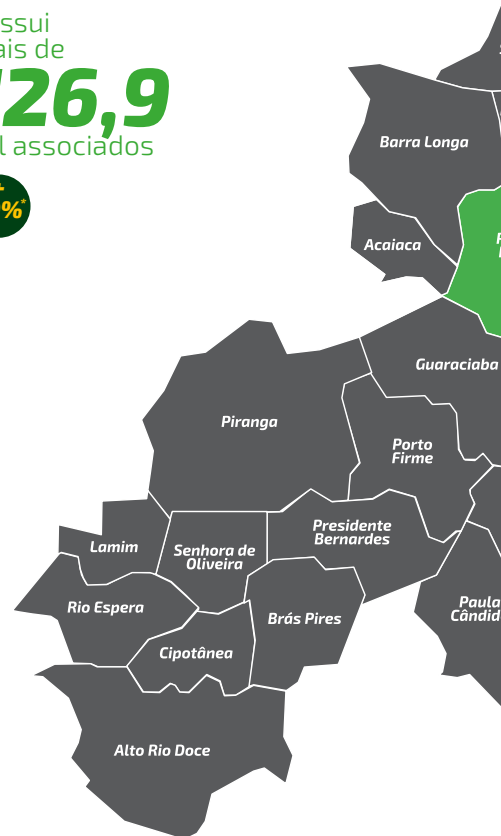 ssui
ais de
126,9
l associados
%*
Barra Longa
Acaiaca
Guaraciaba
Piranga
Porto
Firme
Presidente
Bernardes
Lamim
Senhora de
Oliveira
Rio Espera
Brás Pires
Paula
Cândid
Cipotânea
Alto Rio Doce